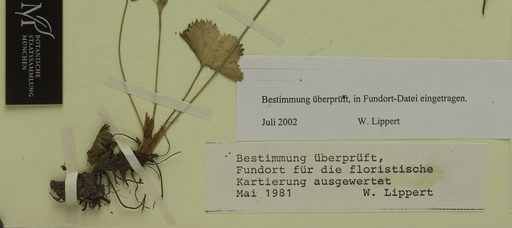 M
BOTANISCHE
STAATSSAMMLUNG
MÜNCHEN
Bestimmung überprüft, in Fundort-Datei eingetragen.
Juli 2002 W. Lippert
Bestimmung überprüft,
Fundort für die floristische
Kartierung ausgewertet
Mai 1981 W. Lippert